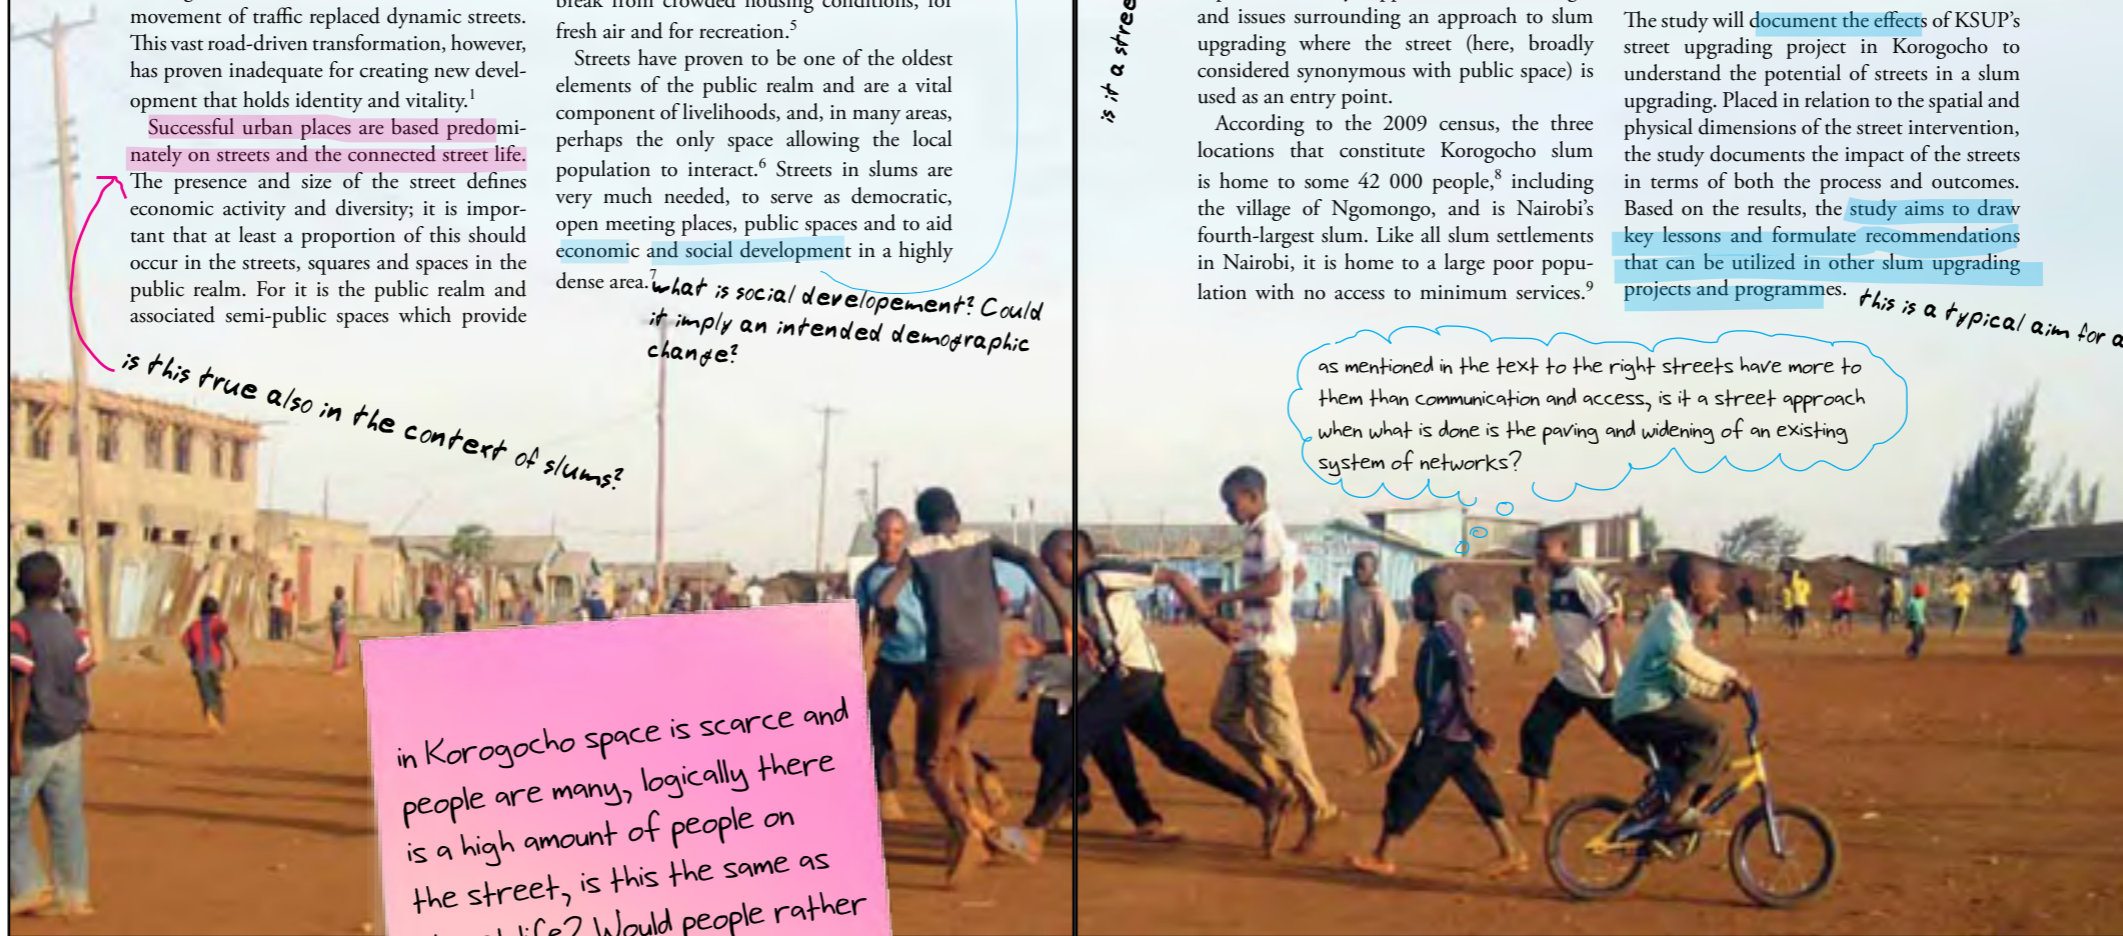 movement of traffic replaced dynamic streets.
This vast road-driven transformation, however,
has proven inadequate for creating new devel-
opment that holds identity and vitality.1
Successful urban places are based predomi-
nately on streets and the connected street life.
The presence and size of the street defines
economic activity and diversity; it is impor-
tant that at least a proportion of this should
occur in the streets, squares and spaces in the
public realm. For it is the public realm and
associated semi-public spaces which provide
break from crowded housing conditions, for
fresh air and for recreation.5
Streets have proven to be one of the oldest
elements of the public realm and are a vital
component of livelihoods, and, in many areas,
perhaps the only space allowing the local
population to interact.6 Streets in slums are
very much needed, to serve as democratic,
open meeting places, public spaces and to aid
economic and social development in a highly
dense area.7
what is social developement? Could
it imply an intended demographic
change?
is this true also in the context of slums?
in Korogocho space is scarce and
people are many, logically there
is a high amount of people on
the street, is this the same as
life? Would people rather
is it a stree
and issues surrounding an approach to slum
upgrading where the street (here, broadly
considered synonymous with public space) is
used as an entry point.
According to the 2009 census, the three
locations that constitute Korogocho slum
is home to some 42 000 people,8 including
the village of Ngomongo, and is Nairobi's
fourth-largest slum. Like all slum settlements
in Nairobi, it is home to a large poor popu-
lation with no access to minimum services.9
The study will document the effects of KSUP's
street upgrading project in Korogocho to
understand the potential of streets in a slum
upgrading. Placed in relation to the spatial and
physical dimensions of the street intervention,
the study documents the impact of the streets
in terms of both the process and outcomes.
Based on the results, the study aims to draw
key lessons and formulate recommendations
that can be utilized in other slum upgrading
projects and programmes.
this is a typical aim for a
as mentioned in the text to the right streets have more to
them than communication and access, is it a street approach
when what is done is the paving and widening of an existing
system of networks?